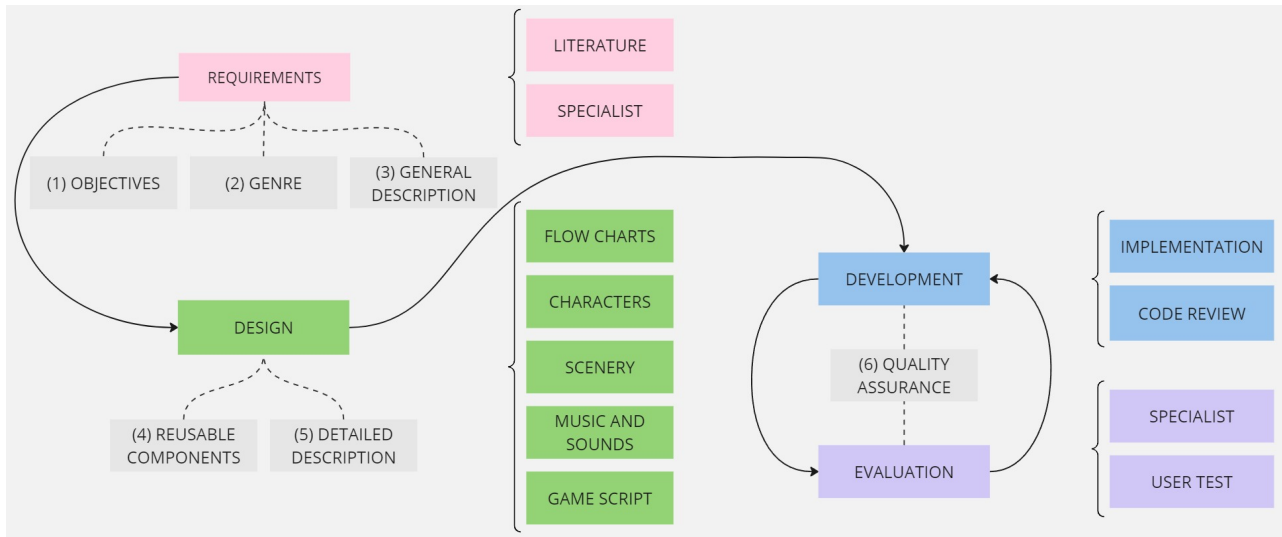 REQUIREMENTS
(1) OBJECTIVES
(2) GENRE
(3) GENERAL
DESCRIPTION
LITERATURE
SPECIALIST
DESIGN
(4) REUSABLE
COMPONENTS
(5) DETAILED
DESCRIPTION
FLOW CHARTS
CHARACTERS
SCENERY
MUSIC AND
SOUNDS
GAME SCRIPT
DEVELOPMENT
(6) QUALITY
ASSURANCE
EVALUATION
IMPLEMENTATION
CODE REVIEW
SPECIALIST
USER TEST